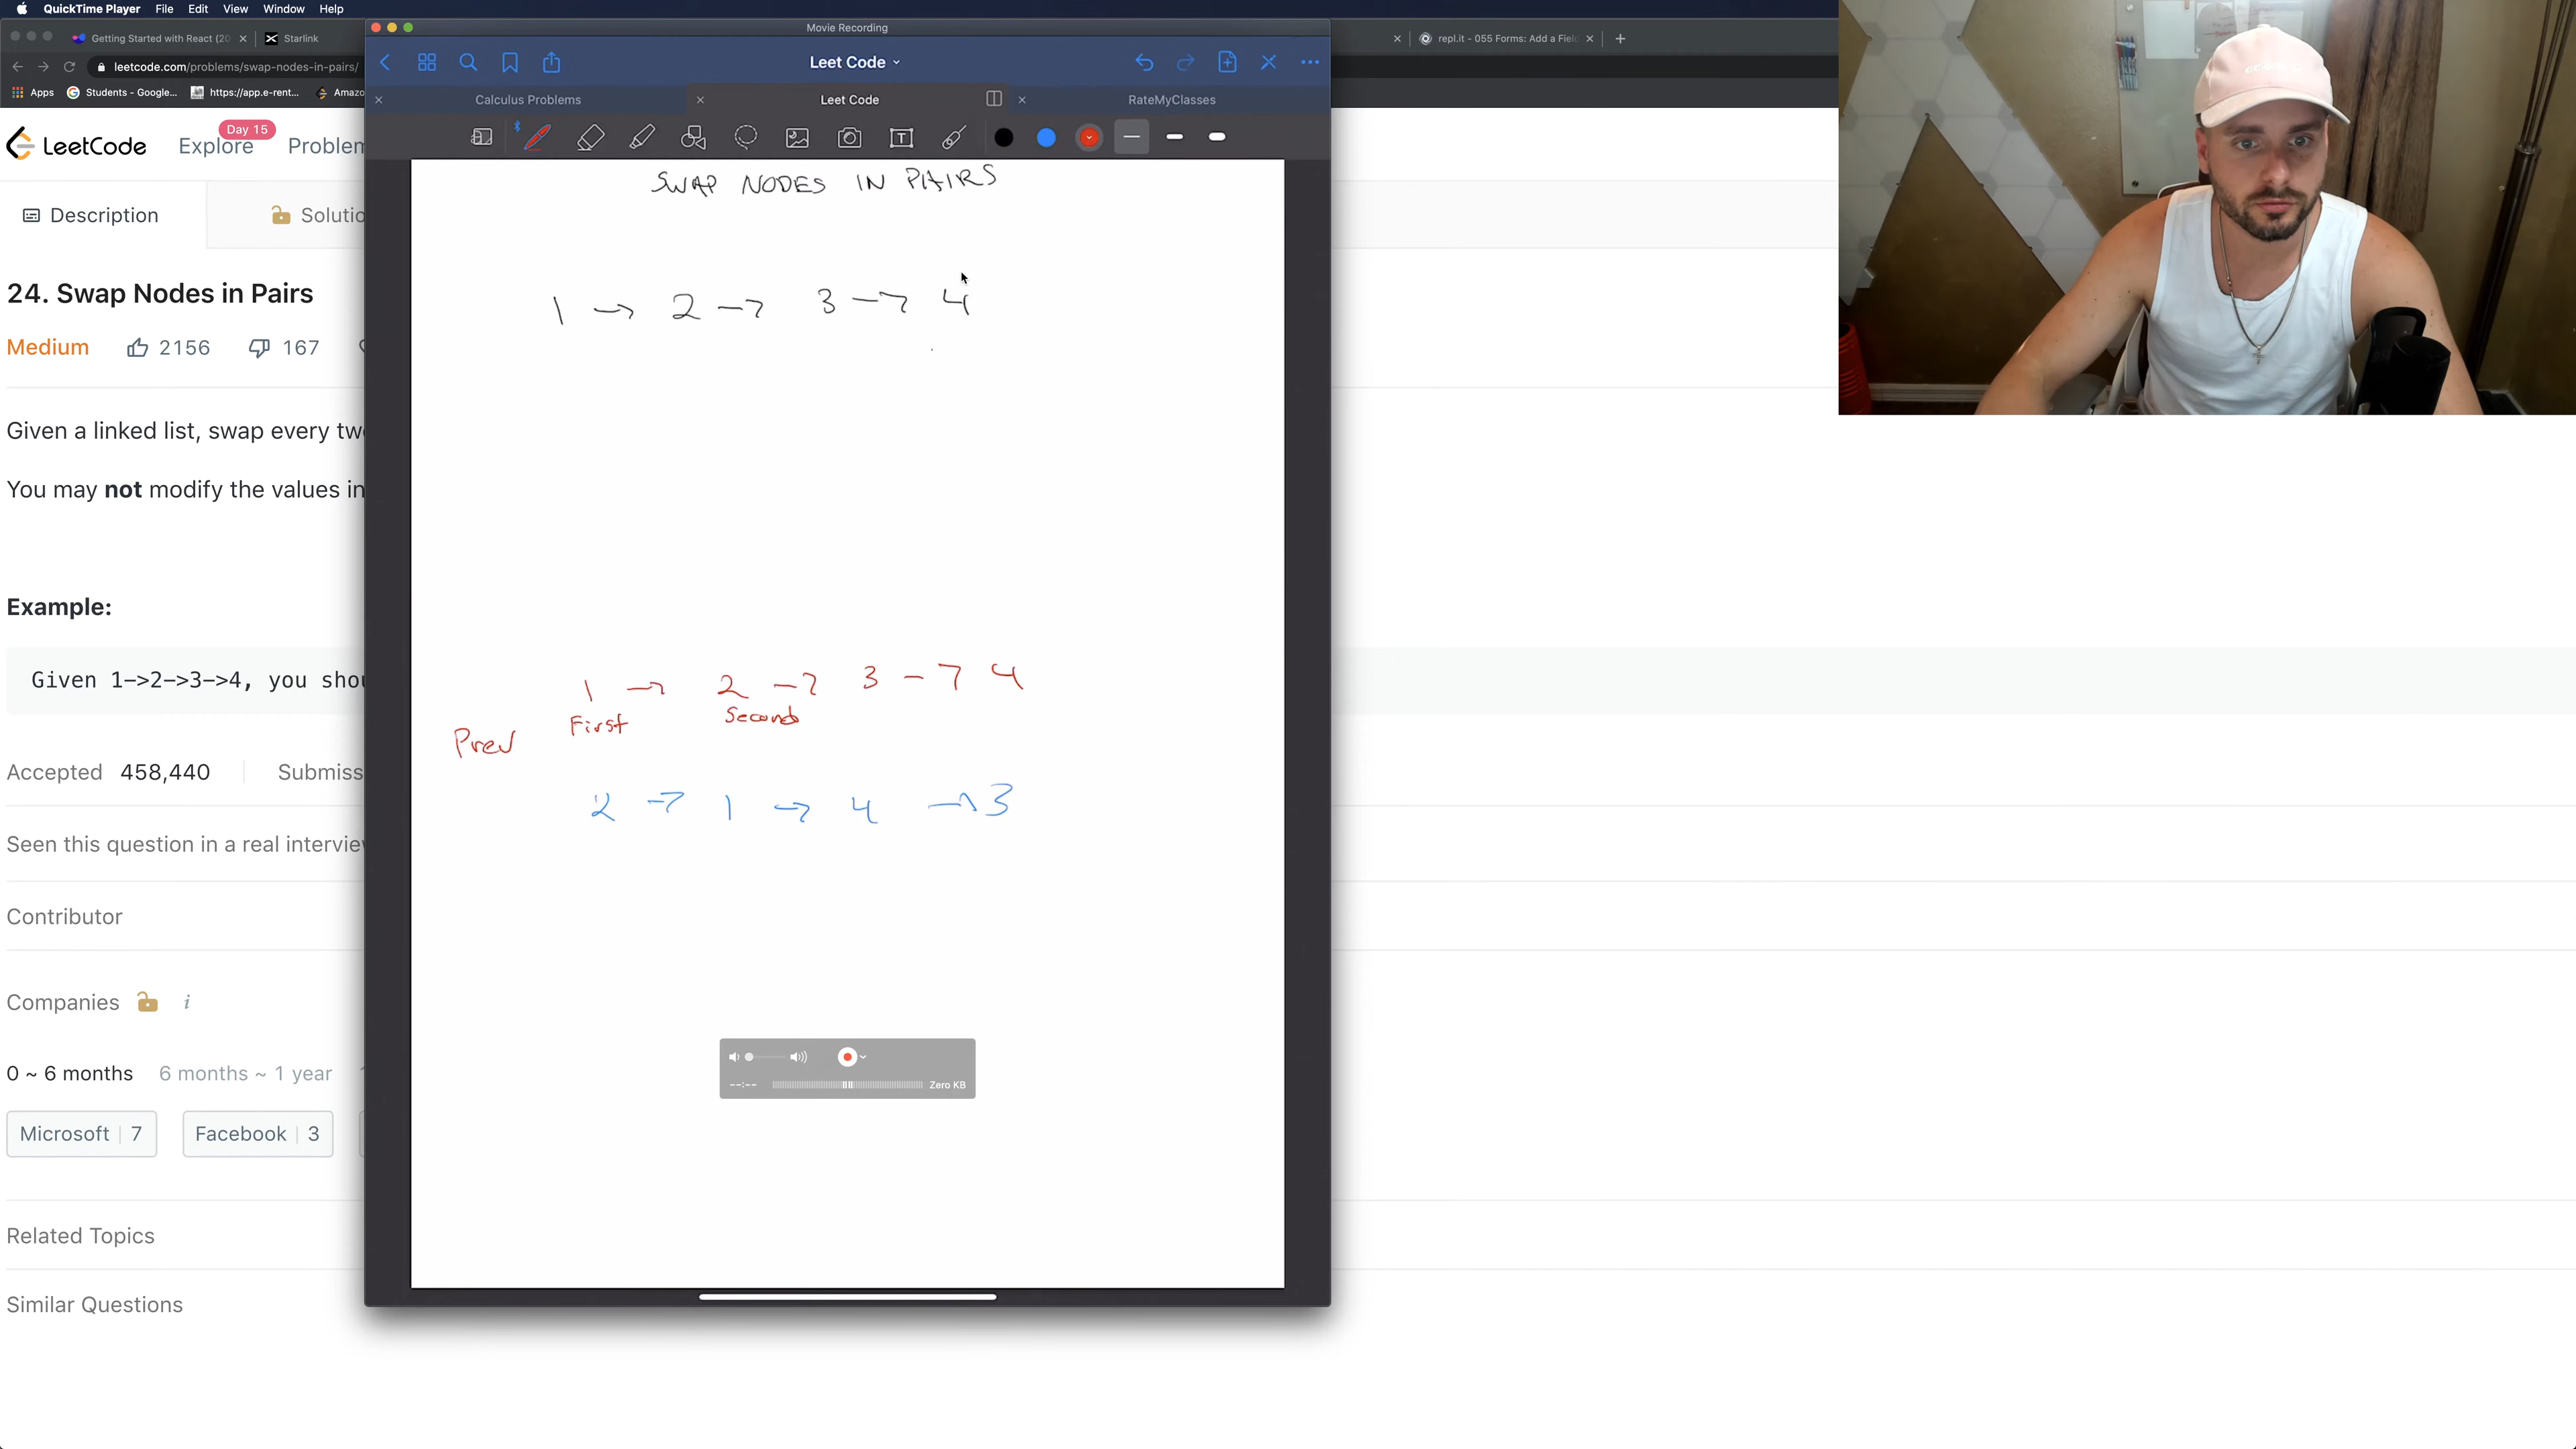 QuickTime Player File Edit View Window Help
Movie Recording
Getting Started with React (20
Starlink
repl.it - 055 Forms: Add a Fiel
leetcode.com/problems/swap-nodes-in-pairs/
Leet Code
Apps Students - Google... https://app.e-rent... Amazo
Calculus Problems Leet Code RateMyClasses
LeetCode Explore Day 15 Problem
Description Solutio
24. Swap Nodes in Pairs
Medium 2156 167
Given a linked list, swap every tw
You may not modify the values in
Example:
Given 1->2->3->4, you shou
Accepted 458,440 Submiss
Seen this question in a real intervie
Contributor
Companies i
0 ~ 6 months 6 months ~ 1 year
Microsoft 7 Facebook 3
Related Topics
Similar Questions
SWAP NODES IN PAIRS
1 → 2 → 3 → 4
1 → 2 → 3 → 4
First Second
Prev
2 → 1 → 4 → 3
--:-- Zero KB